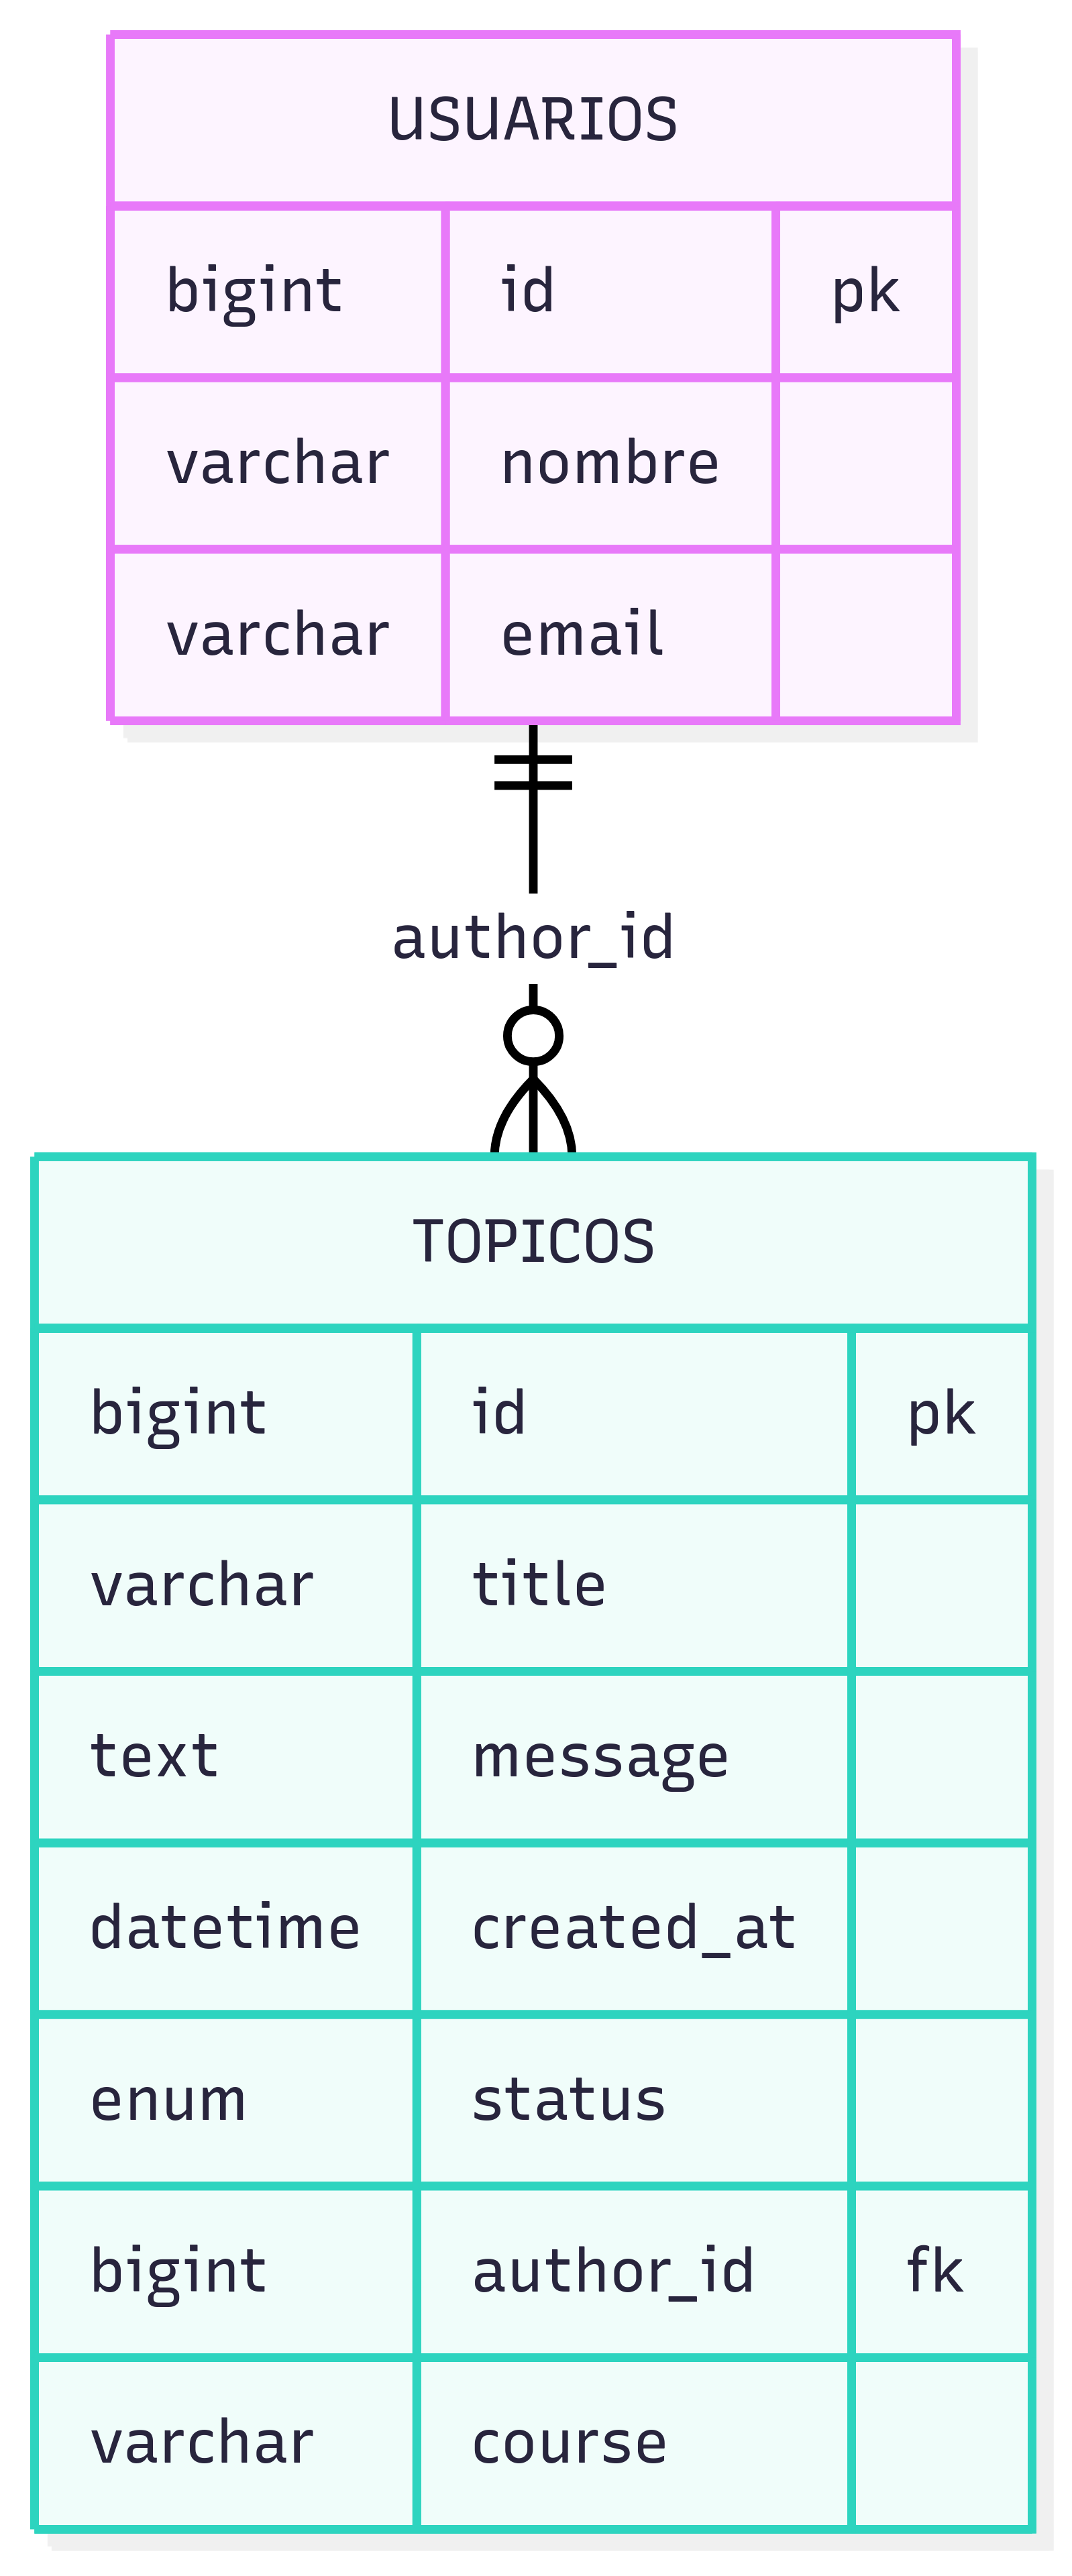 USUARIOS
bigint id pk
varchar nombre
varchar email
author_id
TOPICOS
bigint id pk
varchar title
text message
datetime created_at
enum status
bigint author_id fk
varchar course